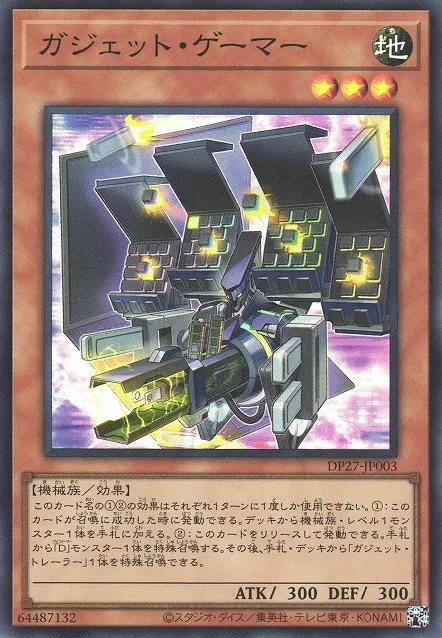 ガジェット・ゲーマー
地
DP27-JP003
【機械族／効果】
このカード名の①②の効果はそれぞれ１ターンに１度しか使用できない。①：この
カードが召喚に成功した時に発動できる。デッキから機械族・レベル１モン
スター１体を手札に加える。②：このカードをリリースして発動できる。手札
から「D」モンスター１体を特殊召喚する。その後、手札・デッキから「ガジェット・
トレーラー」１体を特殊召喚できる。
ATK/ 300 DEF/ 300
64487132 ©スタジオ・ダイス／集英社・テレビ東京・KONAMI